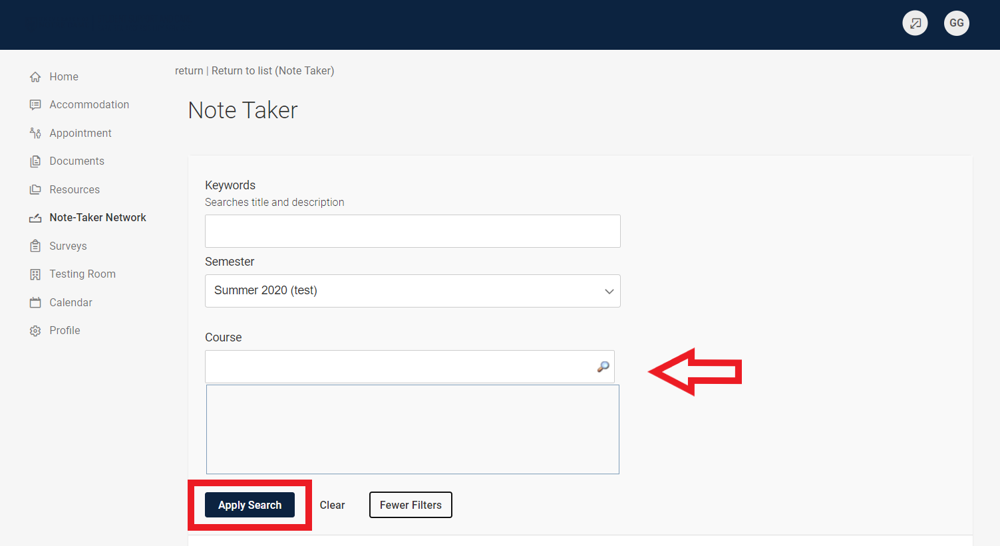 GG
Home
Accommodation
Appointment
Documents
Resources
Note-Taker Network
Surveys
Testing Room
Calendar
Profile
return | Return to list (Note Taker)
Note Taker
Keywords
Searches title and description
Semester
Summer 2020 (test)
Course
Apply Search
Clear
Fewer Filters